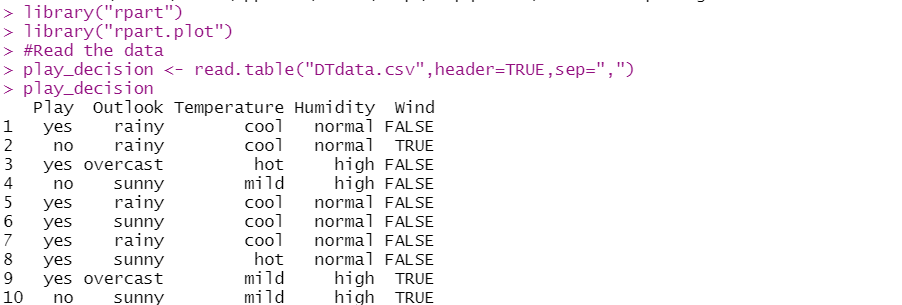 > library("rpart")
> library("rpart.plot")
> #Read the data
> play_decision <- read.table("DTdata.csv",header=TRUE,sep=",")
> play_decision
   Play  Outlook Temperature Humidity  Wind
1   yes    rainy        cool   normal FALSE
2    no    rainy        cool   normal  TRUE
3   yes overcast         hot     high FALSE
4    no    sunny        mild     high FALSE
5   yes    rainy        cool   normal FALSE
6   yes    sunny        cool   normal FALSE
7   yes    rainy        cool   normal FALSE
8   yes    sunny         hot   normal FALSE
9   yes overcast        mild     high  TRUE
10   no    sunny        mild     high  TRUE